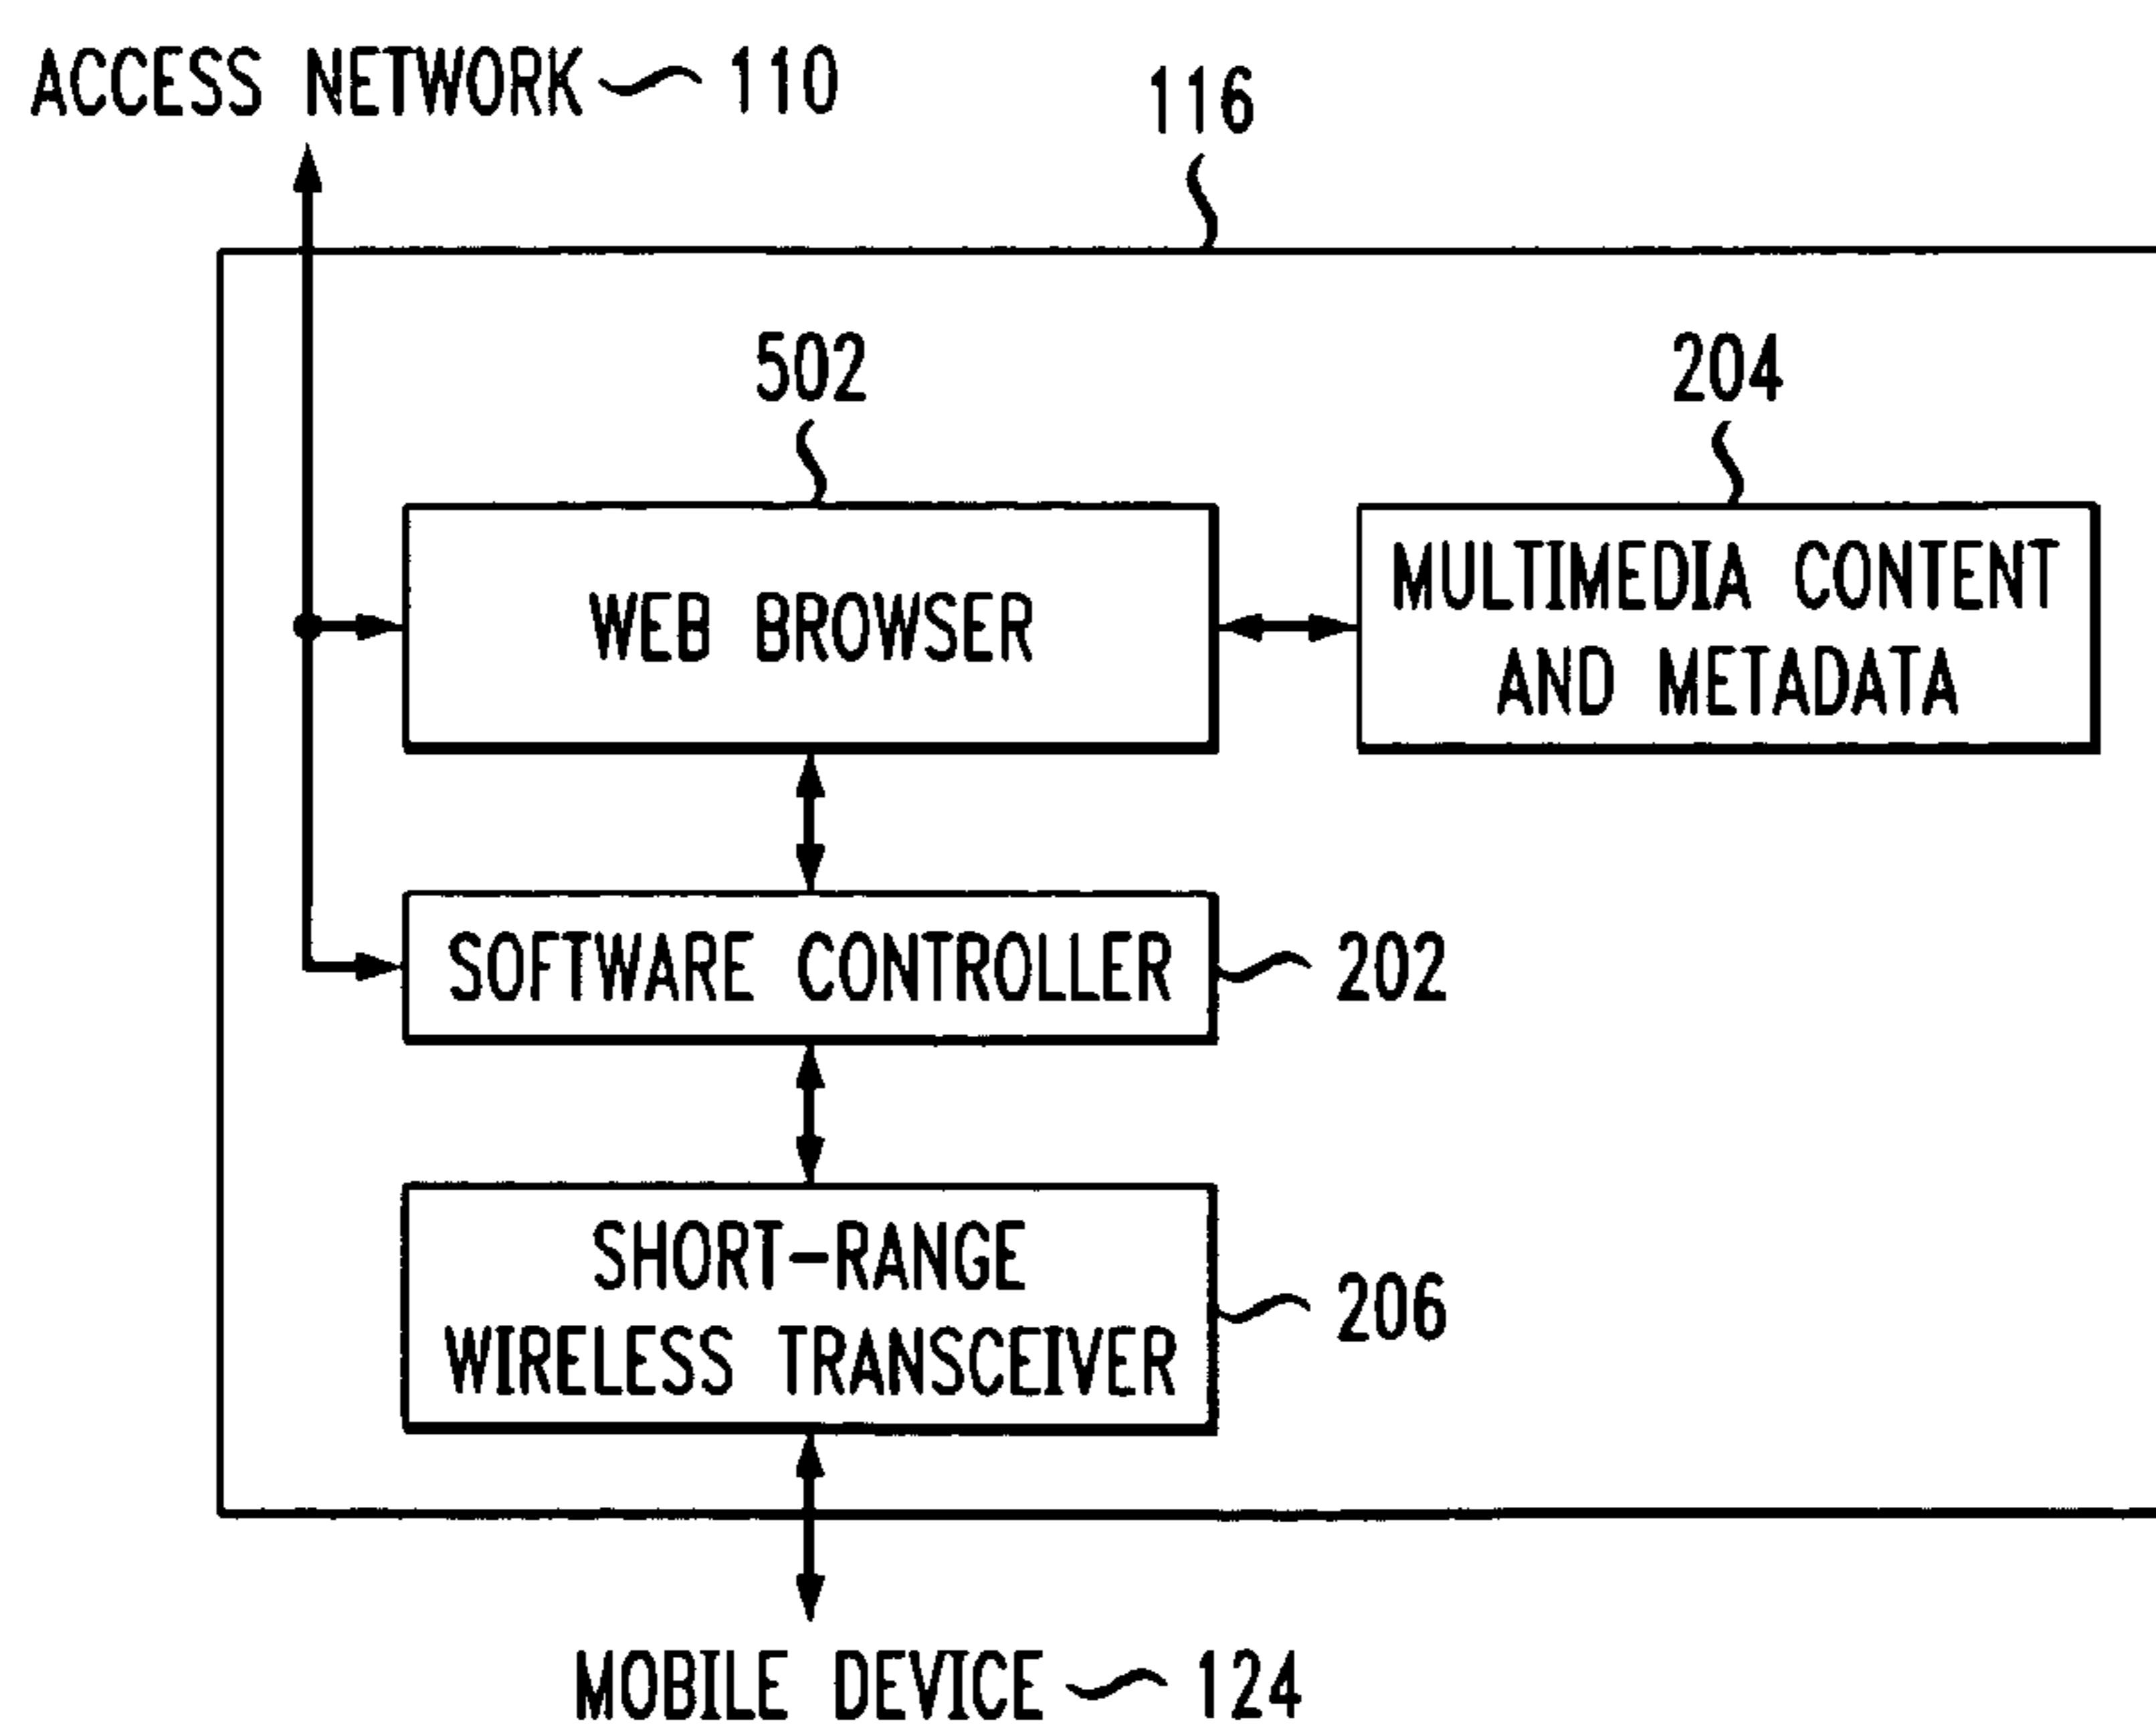 ACCESS NETWORK 110
116
502
204
WEB BROWSER
MULTIMEDIA CONTENT
AND METADATA
SOFTWARE CONTROLLER
202
SHORT-RANGE
WIRELESS TRANSCEIVER
206
MOBILE DEVICE 124